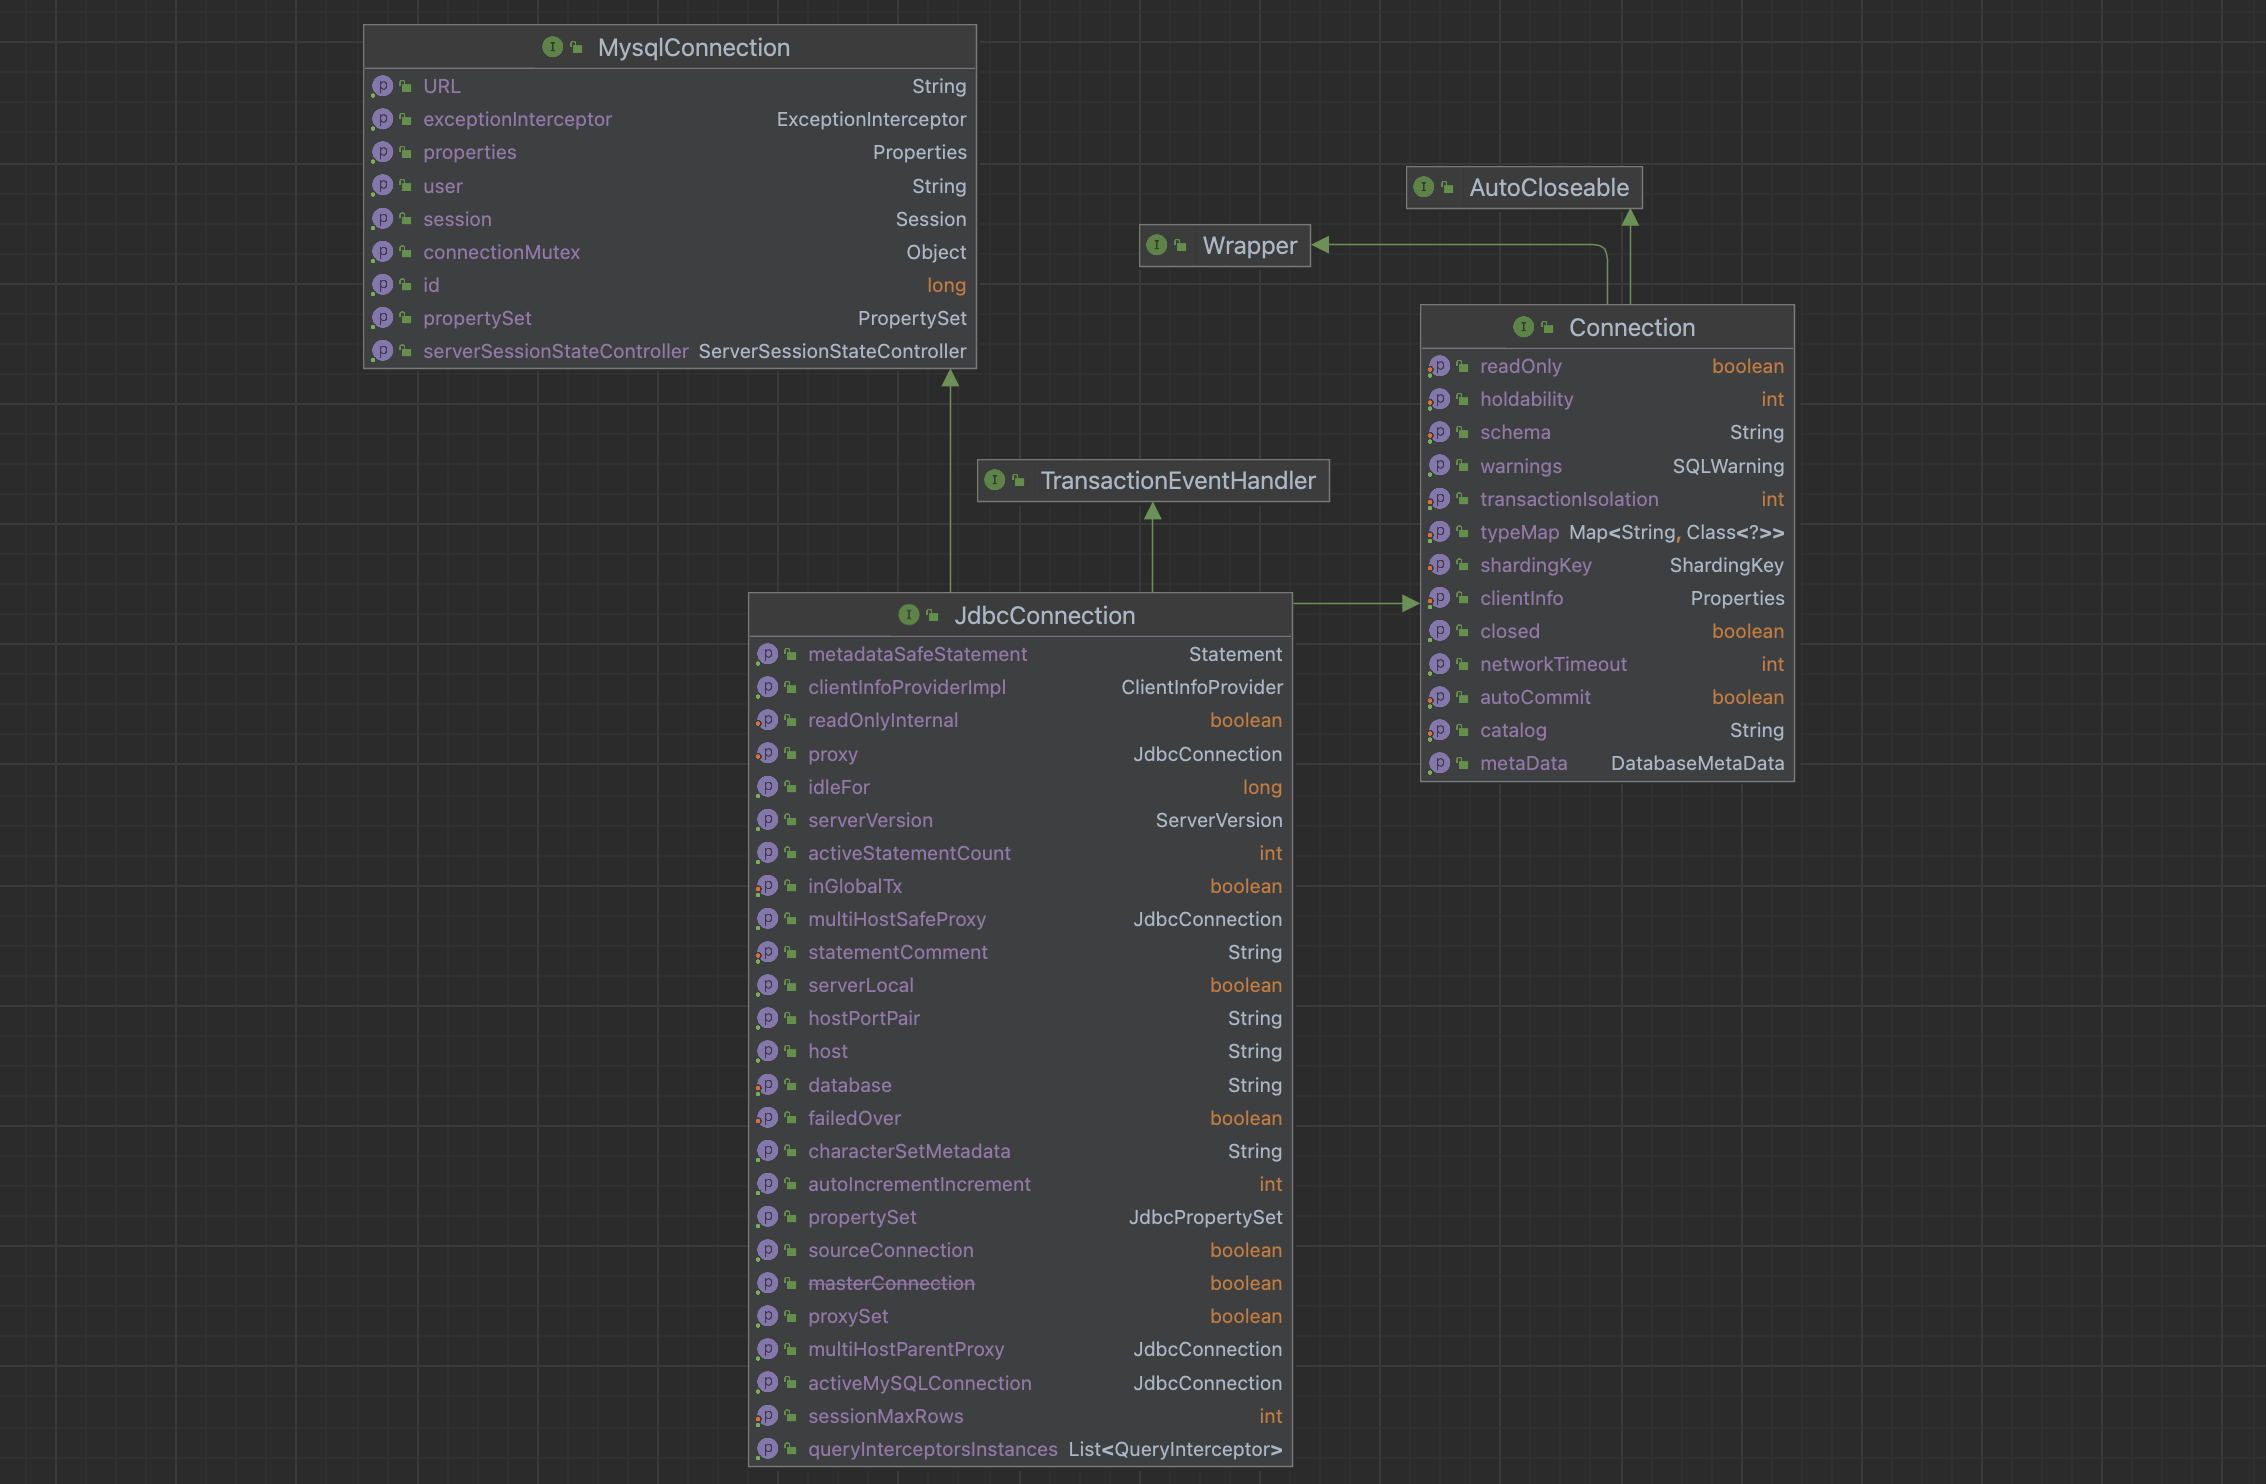 MysqlConnection
URL String
exceptionInterceptor ExceptionInterceptor
properties Properties
user String
session Session
connectionMutex Object
id long
propertySet PropertySet
serverSessionStateController ServerSessionStateController
AutoCloseable
Wrapper
Connection
readOnly boolean
holdability int
schema String
warnings SQLWarning
transactionIsolation int
typeMap Map<String, Class<?>>
shardingKey ShardingKey
clientInfo Properties
closed boolean
networkTimeout int
autoCommit boolean
catalog String
metaData DatabaseMetaData
TransactionEventHandler
JdbcConnection
metadataSafeStatement Statement
clientInfoProviderImpl ClientInfoProvider
readOnlyInternal boolean
proxy JdbcConnection
idleFor long
serverVersion ServerVersion
activeStatementCount int
inGlobalTx boolean
multiHostSafeProxy JdbcConnection
statementComment String
serverLocal boolean
hostPortPair String
host String
database String
failedOver boolean
characterSetMetadata String
autoIncrementIncrement int
propertySet JdbcPropertySet
sourceConnection boolean
masterConnection boolean
proxySet boolean
multiHostParentProxy JdbcConnection
activeMySQLConnection JdbcConnection
sessionMaxRows int
queryInterceptorsInstances List<QueryInterceptor>